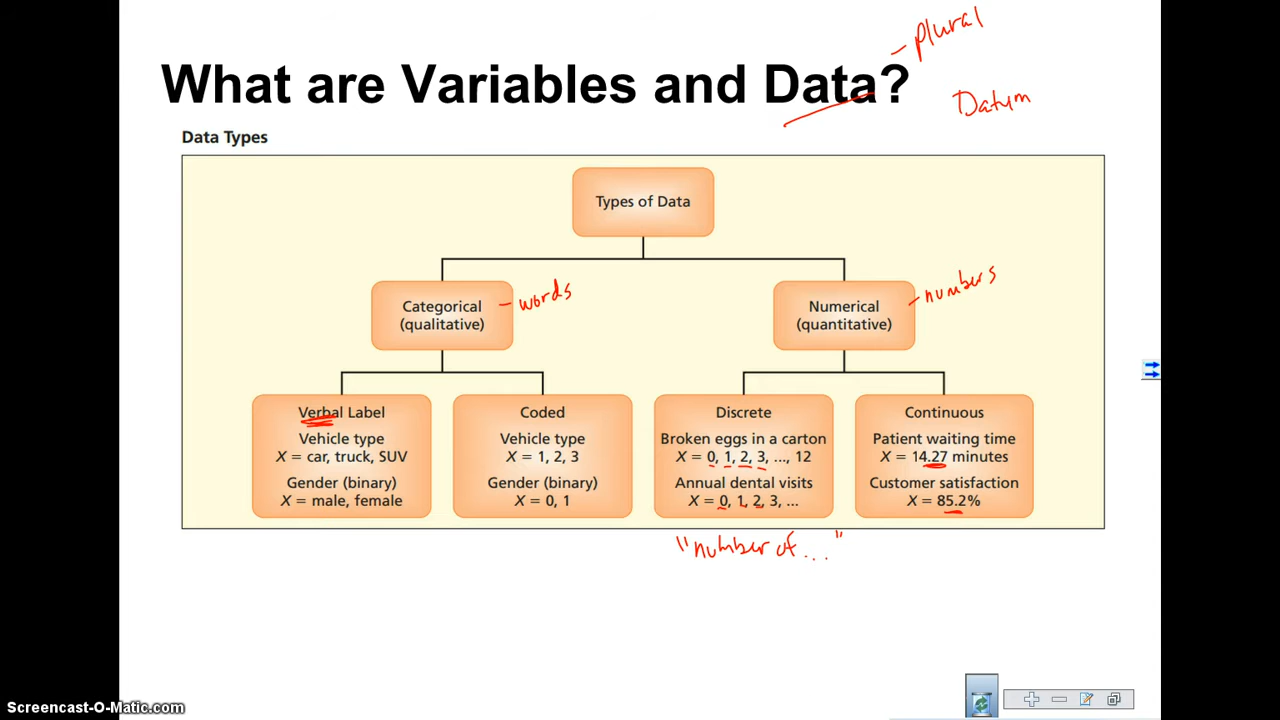 - plural
What are Variables and Data?
Datum
Data Types
Types of Data
Categorical
(qualitative)
- words
Numerical
(quantitative)
- numbers
Verbal Label
Vehicle type
X = car, truck, SUV
Gender (binary)
X = male, female
Coded
Vehicle type
X = 1, 2, 3
Gender (binary)
X = 0, 1
Discrete
Broken eggs in a carton
X = 0, 1, 2, 3, ..., 12
Annual dental visits
X = 0, 1, 2, 3, ...
Continuous
Patient waiting time
X = 14.27 minutes
Customer satisfaction
X = 85.2%
"number of ..."
Screencast-O-Matic.com